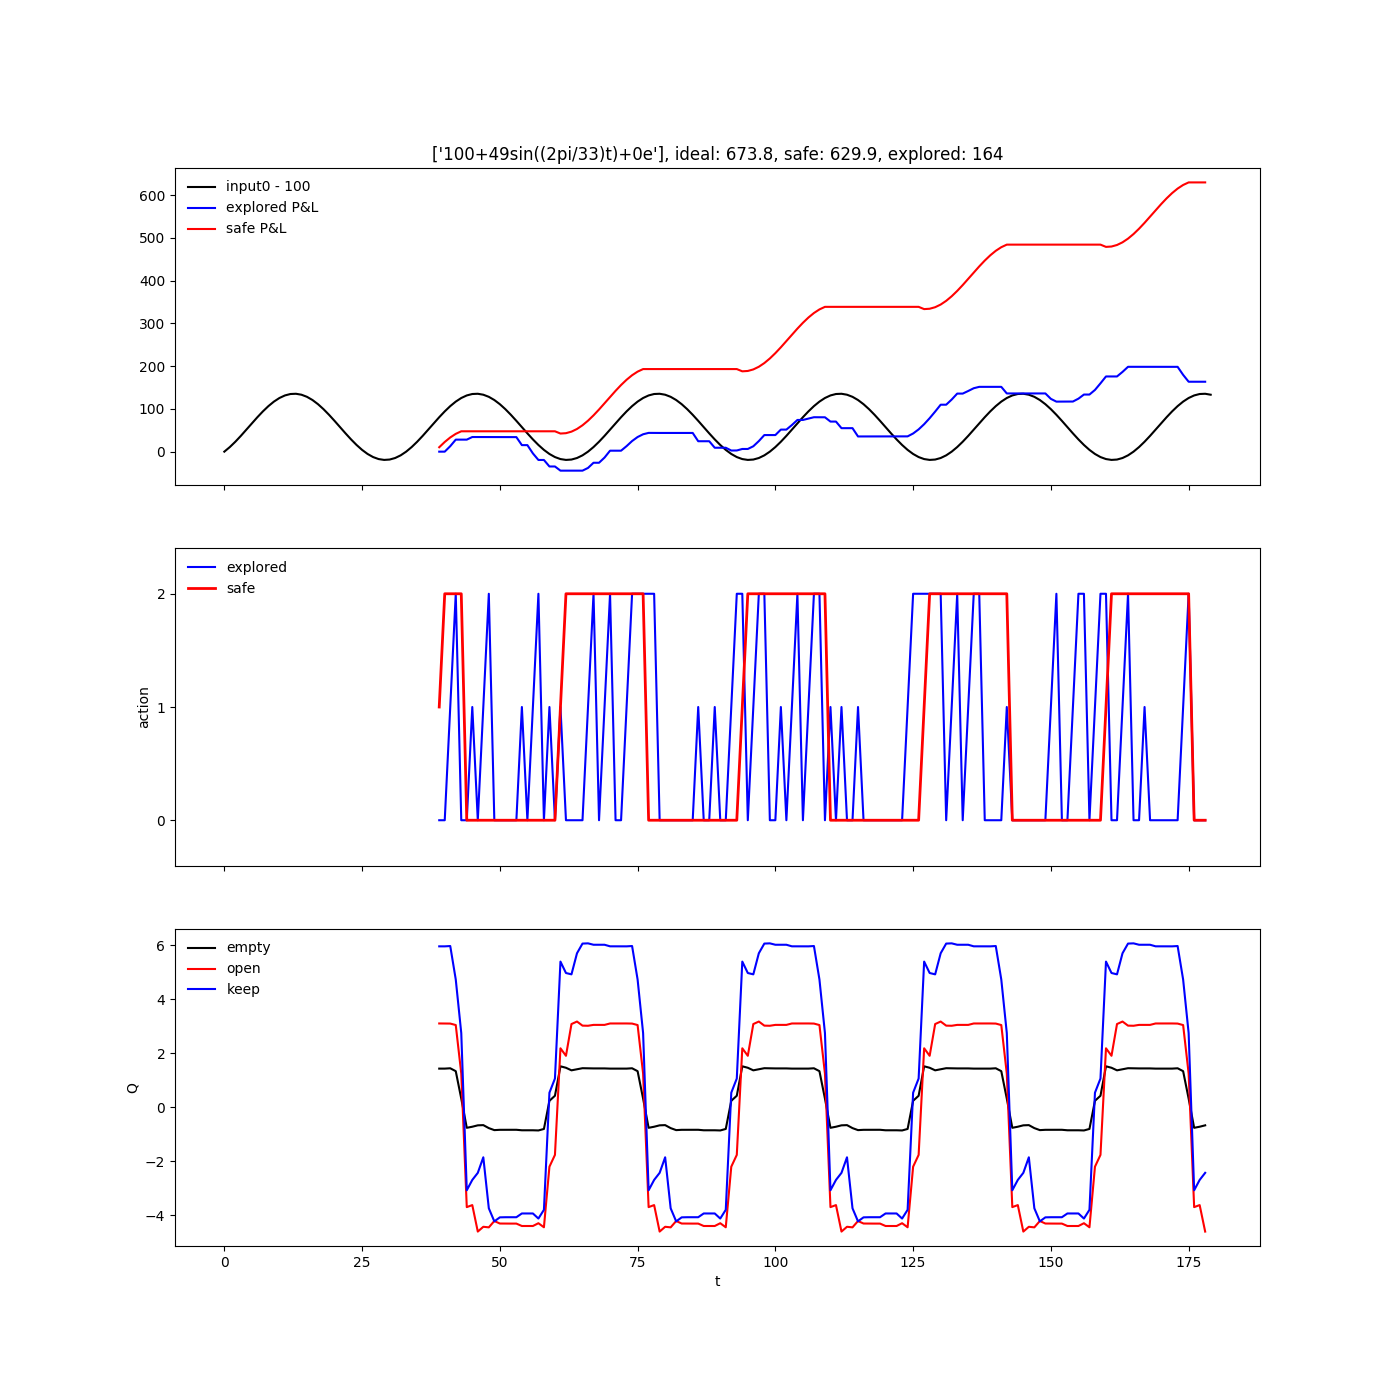 ['100+49sin((2pi/33)t)+0e'], ideal: 673.8, safe: 629.9, explored: 164
input0 - 100
explored P&L
safe P&L
600
500
400
300
200
100
0
explored
safe
2
1
0
action
empty
open
keep
6
4
2
0
−2
−4
Q
0 25 50 75 100 125 150 175
t